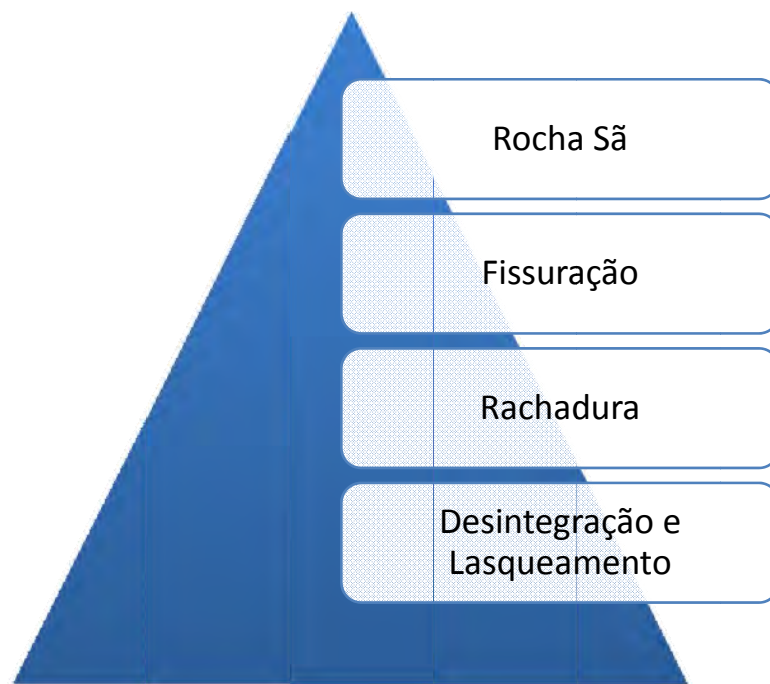 Rocha Sã
Fissuração
Rachadura
Desintegração e
Lasqueamento